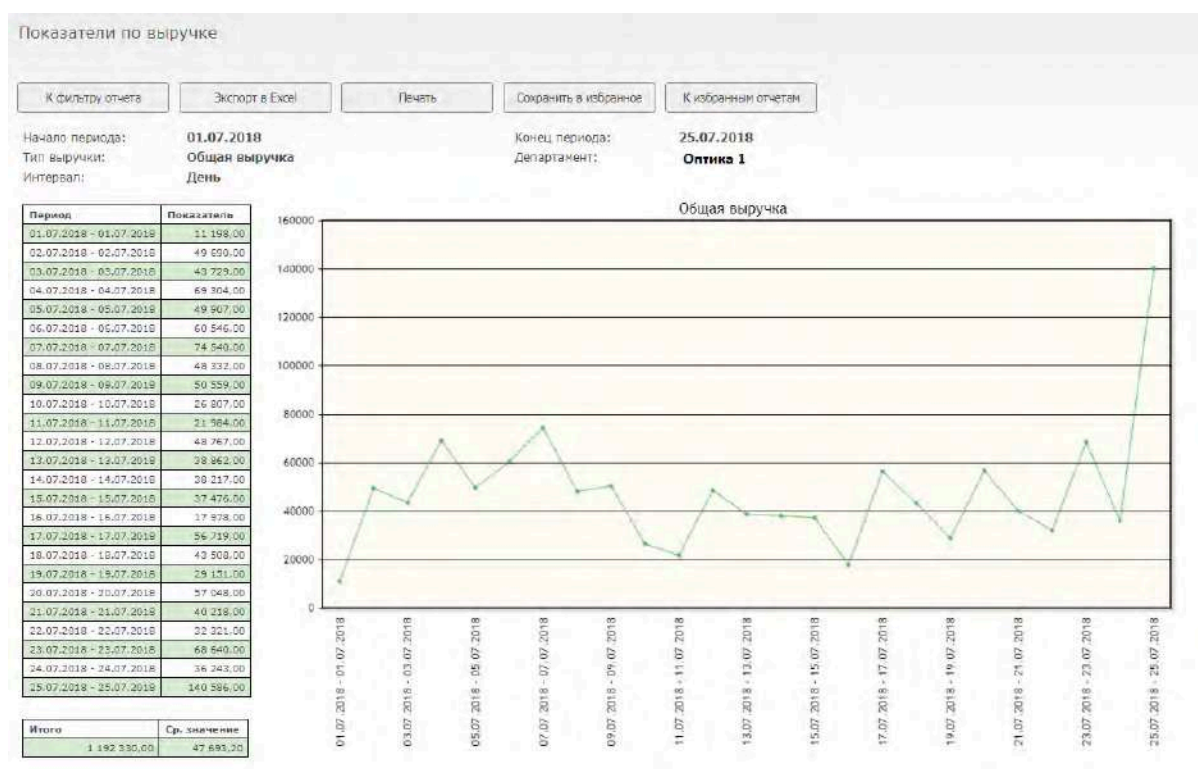 Показатели по выручке
К фильтру отчета
Экспорт в Excel
Печать
Сохранить в избранное
К избранным отчетам
Начало периода: 01.07.2018
Конец периода: 25.07.2018
Тип выручки: Общая выручка
Департамент: Оптика 1
Интервал: День
Период Показатель
01.07.2018 - 01.07.2018 11 198,00
02.07.2018 - 02.07.2018 49 690,00
03.07.2018 - 03.07.2018 43 729,00
04.07.2018 - 04.07.2018 69 304,00
05.07.2018 - 05.07.2018 49 907,00
06.07.2018 - 06.07.2018 60 546,00
07.07.2018 - 07.07.2018 74 540,00
08.07.2018 - 08.07.2018 48 332,00
09.07.2018 - 09.07.2018 50 559,00
10.07.2018 - 10.07.2018 26 807,00
11.07.2018 - 11.07.2018 21 984,00
12.07.2018 - 12.07.2018 48 767,00
13.07.2018 - 13.07.2018 38 862,00
14.07.2018 - 14.07.2018 38 217,00
15.07.2018 - 15.07.2018 37 476,00
16.07.2018 - 16.07.2018 17 978,00
17.07.2018 - 17.07.2018 56 719,00
18.07.2018 - 18.07.2018 43 508,00
19.07.2018 - 19.07.2018 29 151,00
20.07.2018 - 20.07.2018 57 048,00
21.07.2018 - 21.07.2018 40 218,00
22.07.2018 - 22.07.2018 32 321,00
23.07.2018 - 23.07.2018 68 640,00
24.07.2018 - 24.07.2018 36 243,00
25.07.2018 - 25.07.2018 140 586,00
Итого Ср. значение
1 192 330,00 47 693,20
Общая выручка
160000
140000
120000
100000
80000
60000
40000
20000
0
01.07.2018 - 01.07.2018
03.07.2018 - 03.07.2018
05.07.2018 - 05.07.2018
07.07.2018 - 07.07.2018
09.07.2018 - 09.07.2018
11.07.2018 - 11.07.2018
13.07.2018 - 13.07.2018
15.07.2018 - 15.07.2018
17.07.2018 - 17.07.2018
19.07.2018 - 19.07.2018
21.07.2018 - 21.07.2018
23.07.2018 - 23.07.2018
25.07.2018 - 25.07.2018